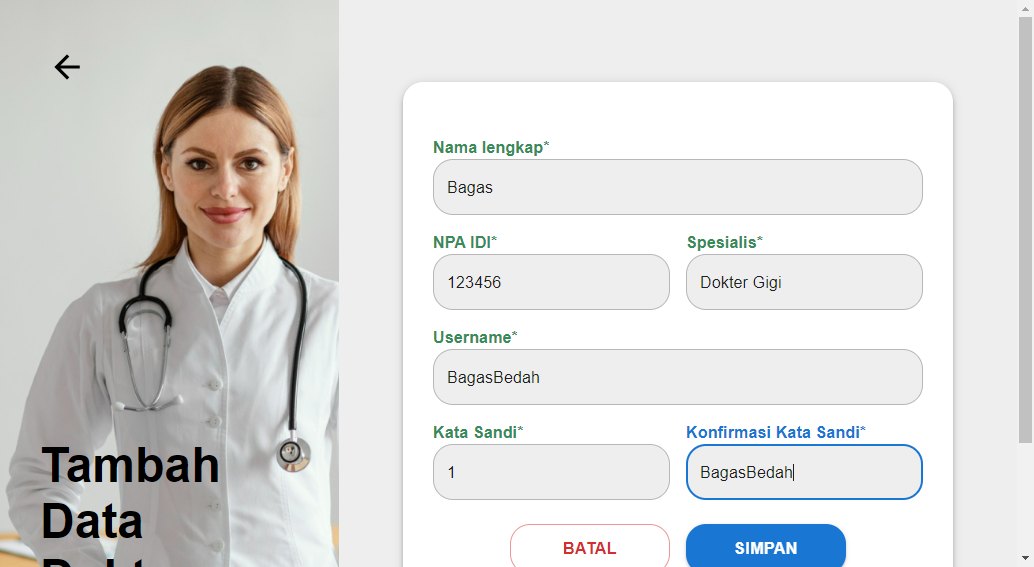 Nama lengkap*
Bagas
NPA IDI*
Spesialis*
123456
Dokter Gigi
Username*
BagasBedah
Kata Sandi*
Konfirmasi Kata Sandi*
1
BagasBedah
Tambah
Data
BATAL
SIMPAN